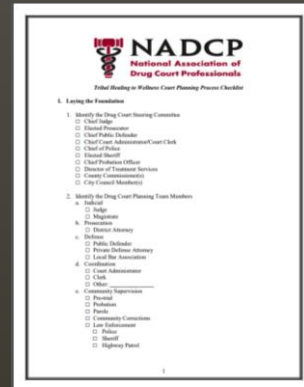 NADCP
National Association of
Drug Court Professionals
Tribal Healing to Wellness Court Planning Process Checklist
I. Laying the Foundation
1. Identify the Drug Court Steering Committee
☐ Chief Judge
☐ Elected Prosecutor
☐ Chief Public Defender
☐ Chief Court Administrator/Court Clerk
☐ Chief of Police
☐ Elected Sheriff
☐ Chief Probation Officer
☐ Director of Treatment Services
☐ County Commissioner(s)
☐ City Council Member(s)
2. Identify the Drug Court Planning Team Members
a. Judicial
☐ Judge
☐ Magistrate
b. Prosecution
☐ District Attorney
c. Defense
☐ Public Defender
☐ Private Defense Attorney
☐ Local Bar Association
d. Coordination
☐ Court Administrator
☐ Clerk
☐ Other: ____________
e. Community Supervision
☐ Pretrial
☐ Probation
☐ Parole
☐ Community Corrections
☐ Law Enforcement
☐ Police
☐ Sheriff
☐ Highway Patrol
1